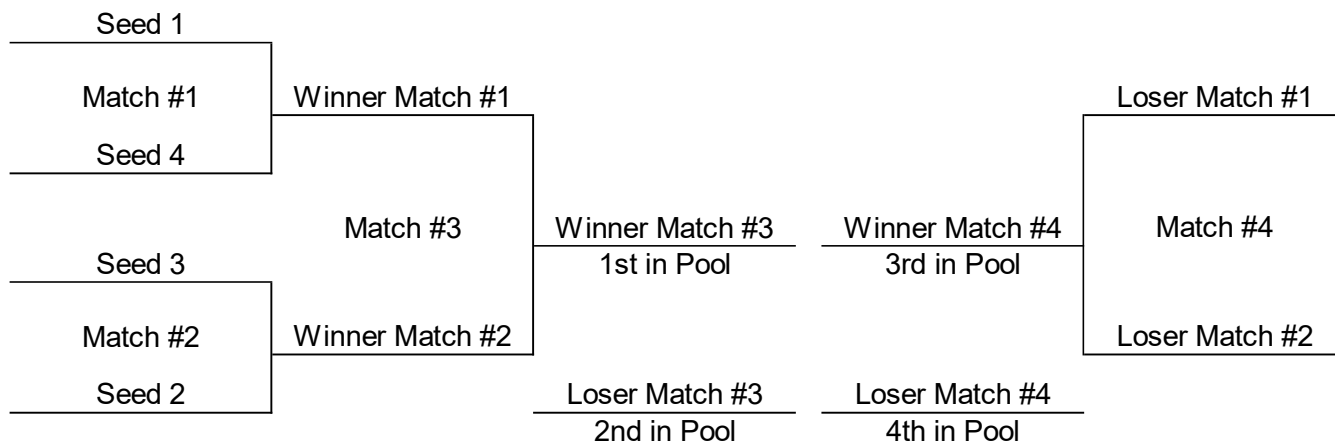 Seed 1
Match #1
Winner Match #1
Loser Match #1
Seed 4
Match #3
Winner Match #3
Winner Match #4
Match #4
Seed 3
1st in Pool
3rd in Pool
Match #2
Winner Match #2
Loser Match #2
Seed 2
Loser Match #3
Loser Match #4
2nd in Pool
4th in Pool